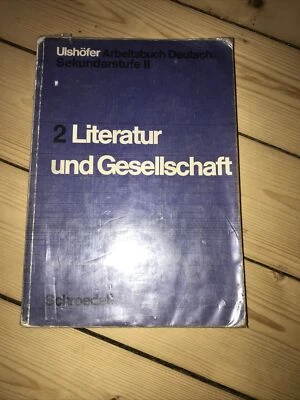 Ulshöfer Arbeitsbuch Deutsch
Sekundarstufe II
2 Literatur
und Gesellschaft
Schroedel